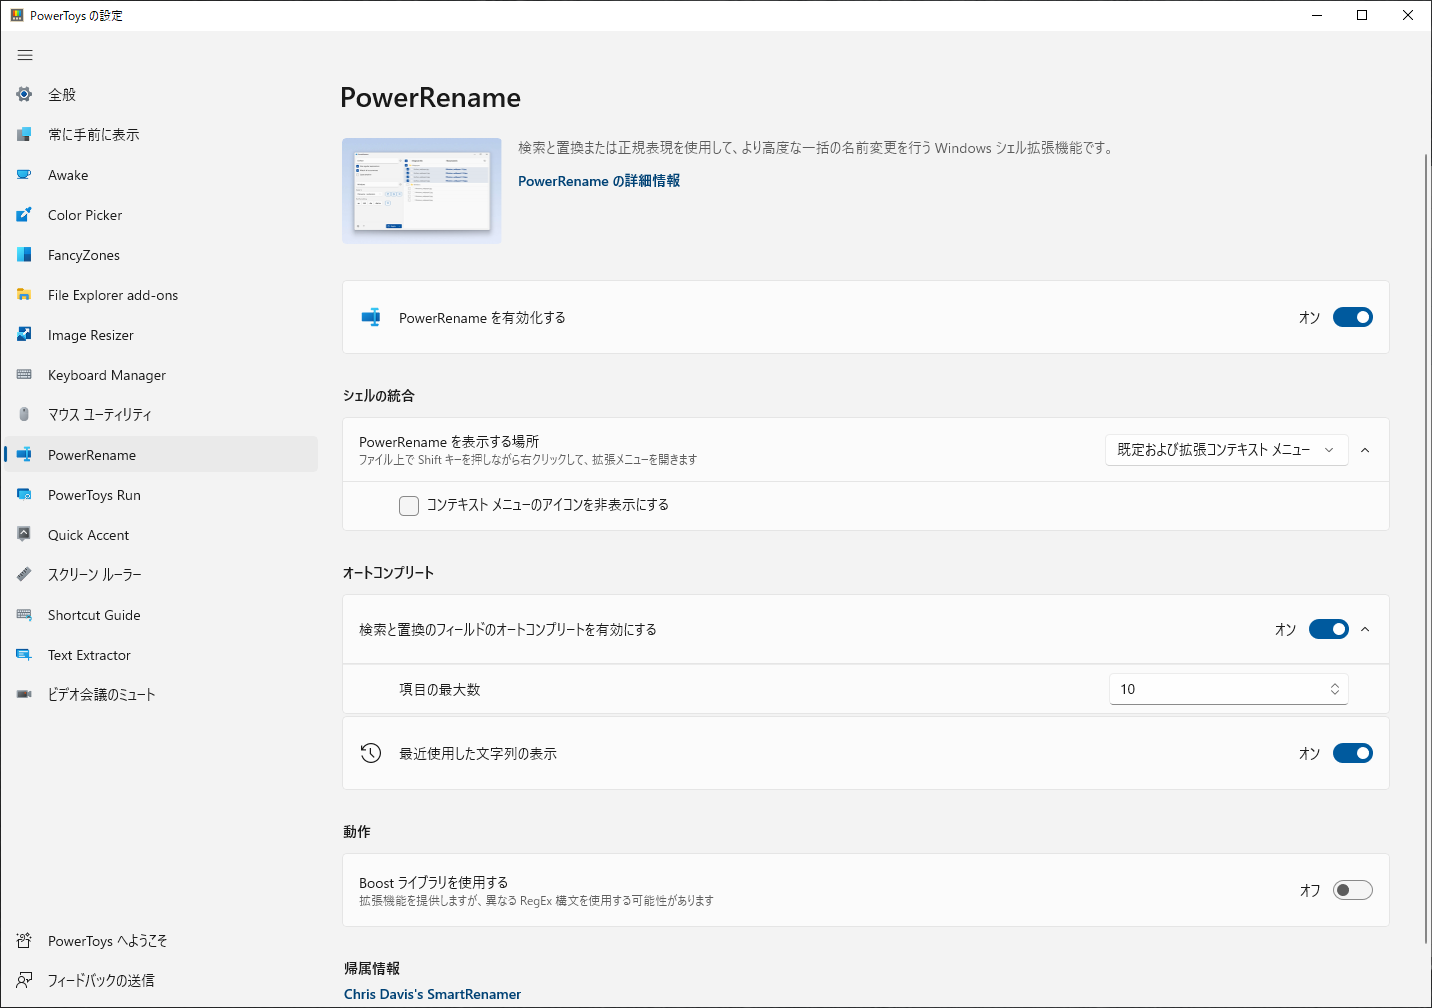 PowerToys の設定
全般
常に手前に表示
Awake
Color Picker
FancyZones
File Explorer add-ons
Image Resizer
Keyboard Manager
マウス ユーティリティ
PowerRename
PowerToys Run
Quick Accent
スクリーン ルーラー
Shortcut Guide
Text Extractor
ビデオ会議のミュート
PowerToys へようこそ
フィードバックの送信
PowerRename
検索と置換または正規表現を使用して、より高度な一括の名前変更を行う Windows シェル拡張機能です。
PowerRename の詳細情報
PowerRename を有効化する
オン
シェルの統合
PowerRename を表示する場所
ファイル上で Shift キーを押しながら右クリックして、拡張メニューを開きます
既定および拡張コンテキスト メニュー
コンテキスト メニューのアイコンを非表示にする
オートコンプリート
検索と置換のフィールドのオートコンプリートを有効にする
オン
項目の最大数
10
最近使用した文字列の表示
オン
動作
Boost ライブラリを使用する
拡張機能を提供しますが、異なる RegEx 構文を使用する可能性があります
オフ
帰属情報
Chris Davis's SmartRenamer